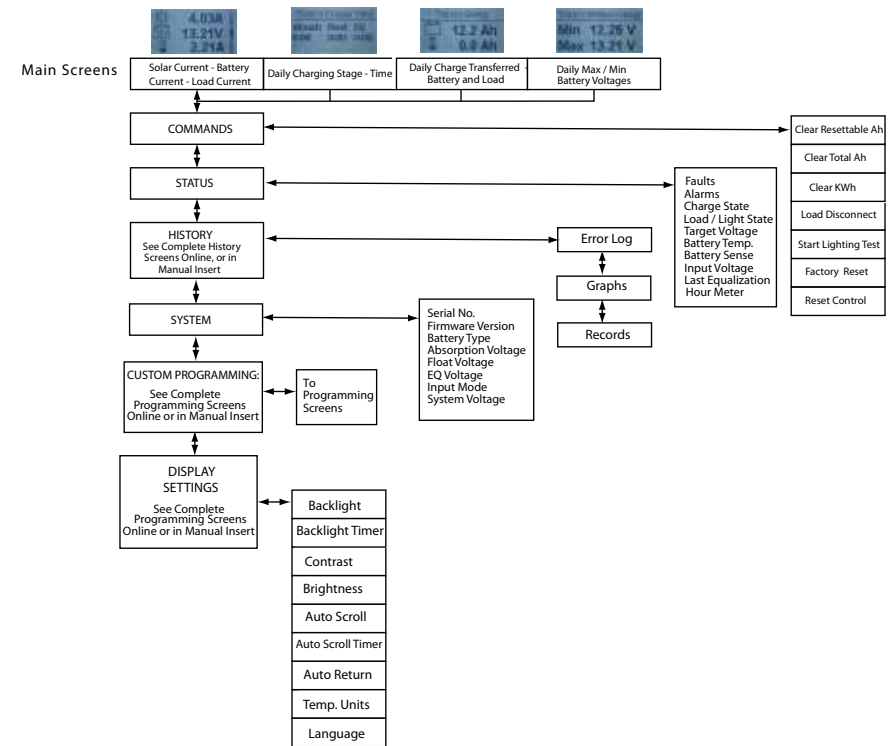 4.03A
13.21V
2.21A
12.2 Ah
0.0 Ah
Min 12.26 V
Max 13.21 V
Main Screens
Solar Current - Battery
Current - Load Current
Daily Charging Stage - Time
Daily Charge Transferred -
Battery and Load
Daily Max / Min
Battery Voltages
COMMANDS
Clear Resettable Ah
Clear Total Ah
Clear KWh
Load Disconnect
Start Lighting Test
Factory Reset
Reset Control
STATUS
Faults
Alarms
Charge State
Load / Light State
Target Voltage
Battery Temp.
Battery Sense
Input Voltage
Last Equalization
Hour Meter
HISTORY
See Complete History
Screens Online, or in
Manual Insert
Error Log
Graphs
Records
SYSTEM
Serial No.
Firmware Version
Battery Type
Absorption Voltage
Float Voltage
EQ Voltage
Input Mode
System Voltage
CUSTOM PROGRAMMING:
See Complete
Programming Screens
Online or in Manual Insert
To
Programming
Screens
DISPLAY
SETTINGS
See Complete
Programming Screens
Online or in Manual Insert
Backlight
Backlight Timer
Contrast
Brightness
Auto Scroll
Auto Scroll Timer
Auto Return
Temp. Units
Language